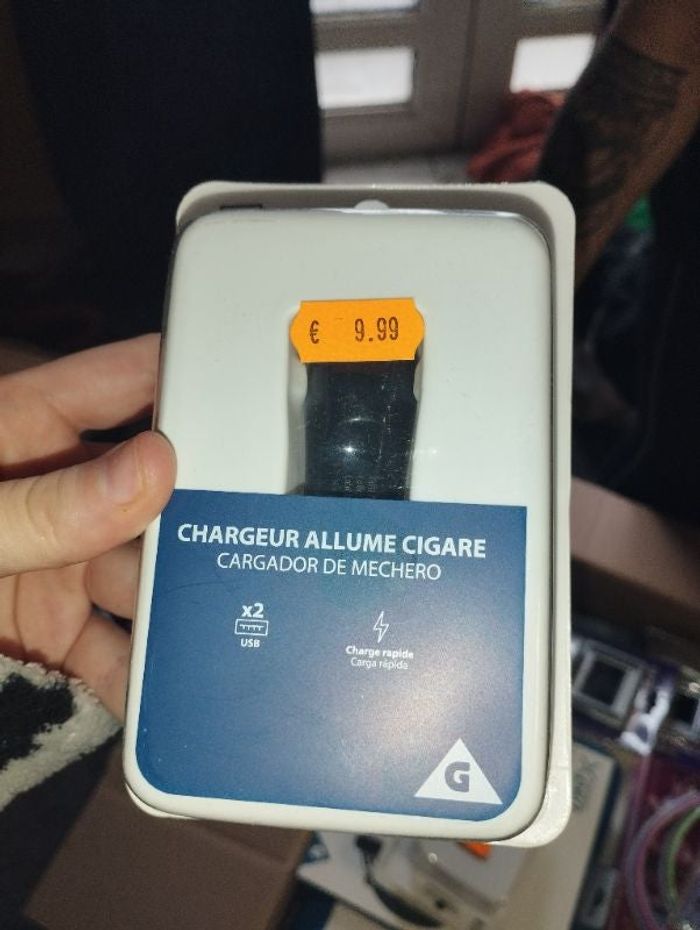 € 9.99
CHARGEUR ALLUME CIGARE
CARGADOR DE MECHERO
x2
USB
Charge rapide
Carga rápida
G